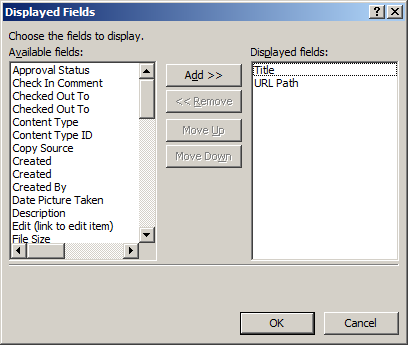 Displayed Fields
Choose the fields to display.
Available fields:
Approval Status
Check In Comment
Checked Out To
Checked Out To
Content Type
Content Type ID
Copy Source
Created
Created
Created By
Date Picture Taken
Description
Edit (link to edit item)
File Size
Add >>
<< Remove
Move Up
Move Down
Displayed fields:
Title
URL Path
OK
Cancel